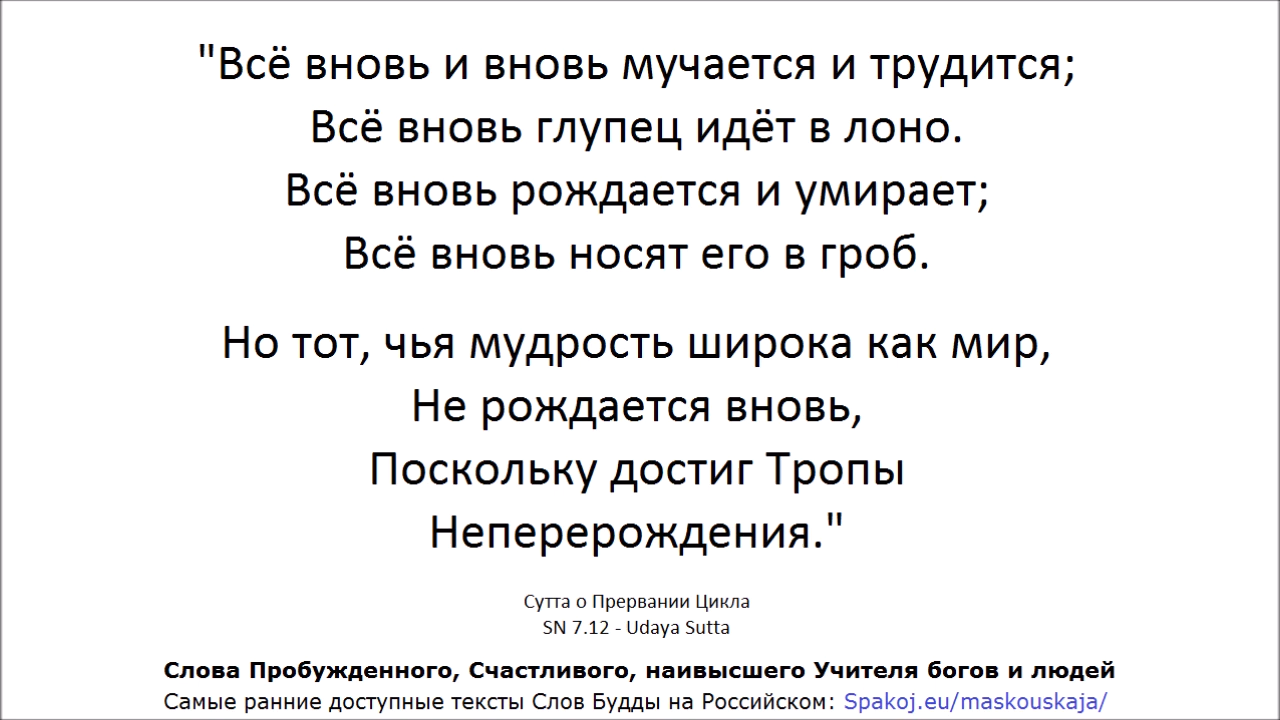 "Всё вновь и вновь мучается и трудится;
Всё вновь глупец идёт в лоно.
Всё вновь рождается и умирает;
Всё вновь носят его в гроб.
Но тот, чья мудрость широка как мир,
Не рождается вновь,
Поскольку достиг Тропы
Неперерождения."
Сутта о Прервании Цикла
SN 7.12 - Udaya Sutta
Слова Пробужденного, Счастливого, наивысшего Учителя богов и людей
Самые ранние доступные тексты Слов Будды на Российском: Spakoj.eu/maskouskaja/